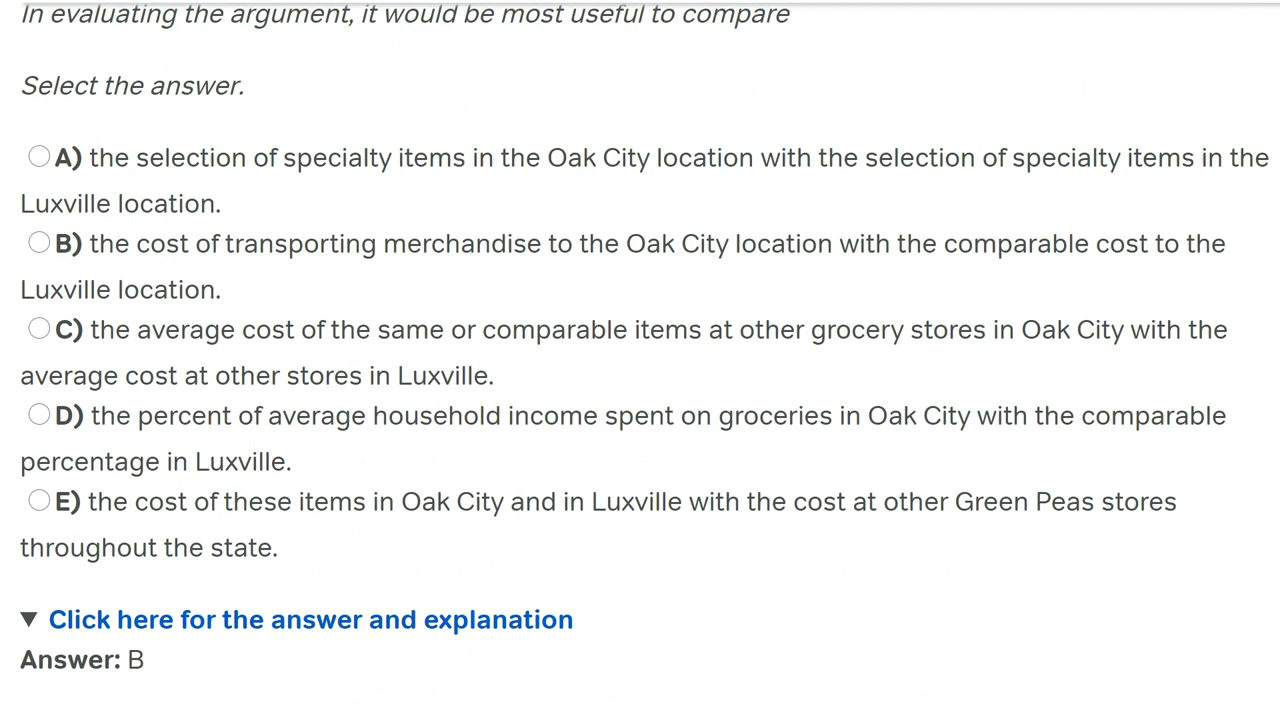 In evaluating the argument, it would be most useful to compare
Select the answer.
A) the selection of specialty items in the Oak City location with the selection of specialty items in the
Luxville location.
B) the cost of transporting merchandise to the Oak City location with the comparable cost to the
Luxville location.
C) the average cost of the same or comparable items at other grocery stores in Oak City with the
average cost at other stores in Luxville.
D) the percent of average household income spent on groceries in Oak City with the comparable
percentage in Luxville.
E) the cost of these items in Oak City and in Luxville with the cost at other Green Peas stores
throughout the state.
Click here for the answer and explanation
Answer: B